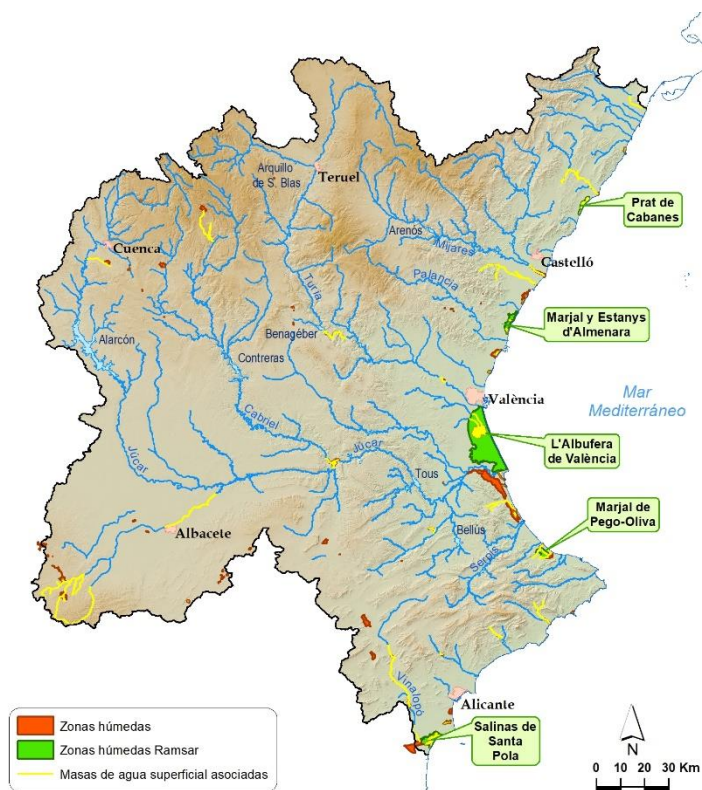 Arquillo
de S. Blas
Teruel
Prat de
Cabanes
Cuenca
Arenós
Mijares
Castelló
Palancia
Turia
Marjal y Estanys
d'Almenara
Benagéber
Alarcón
Contreras
València
Mar
Mediterráneo
Cabriel
L'Albufera
de València
Júcar
Júcar
Tous
Albacete
Bellús
Marjal de
Pego-Oliva
Serpis
Vinalopó
Alicante
Salinas de
Santa
Pola
Zonas húmedas
Zonas húmedas Ramsar
Masas de agua superficial asociadas
N
0 10 20 30 Km